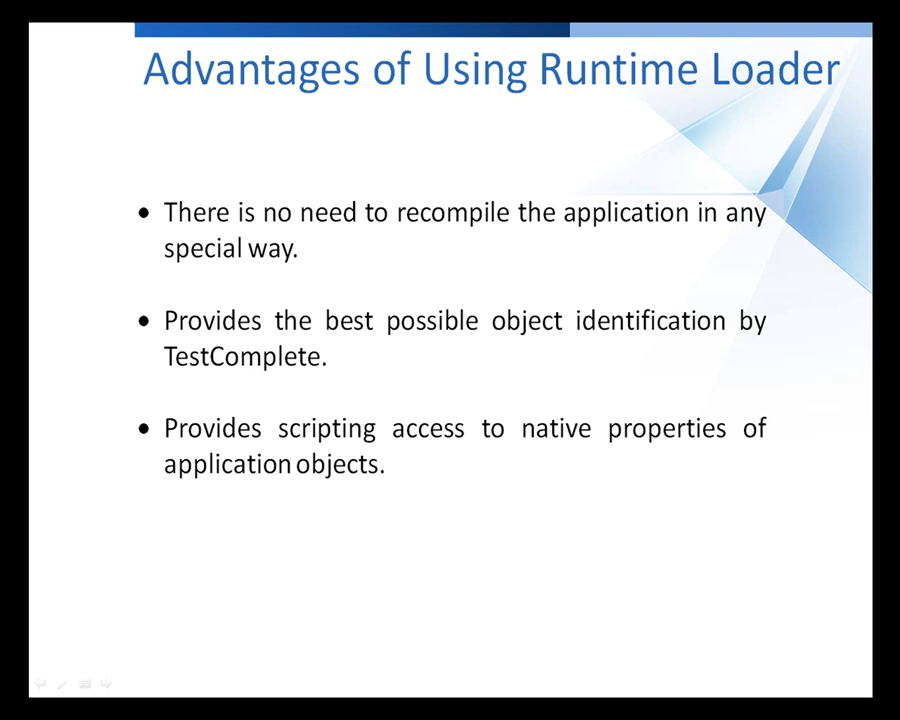 Advantages of Using Runtime Loader
• There is no need to recompile the application in any
special way.
• Provides the best possible object identification by
TestComplete.
• Provides scripting access to native properties of
application objects.